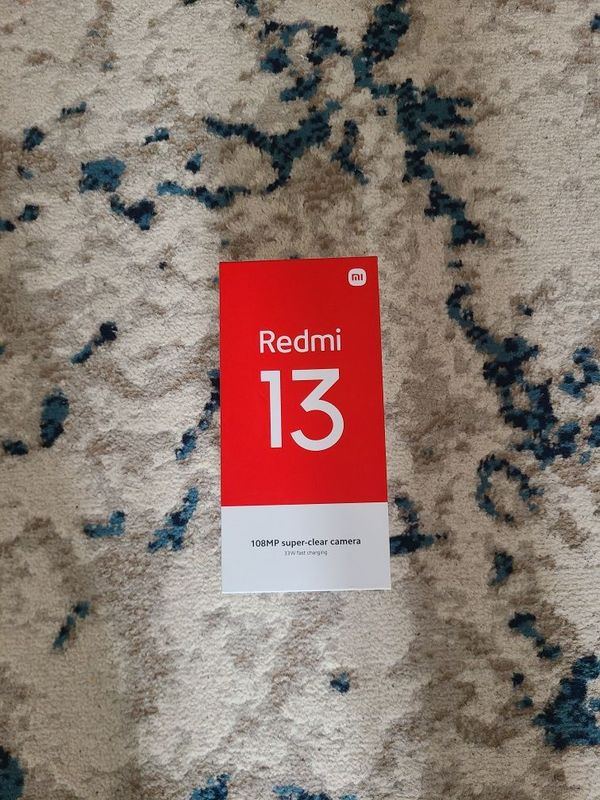 mi
Redmi
13
108MP super-clear camera
33W fast charging